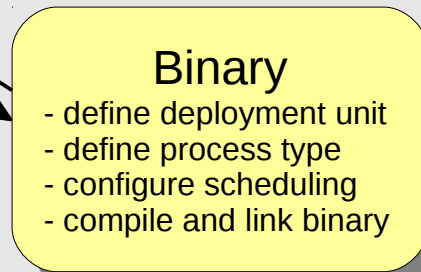 Binary
- define deployment unit
- define process type
- configure scheduling
- compile and link binary